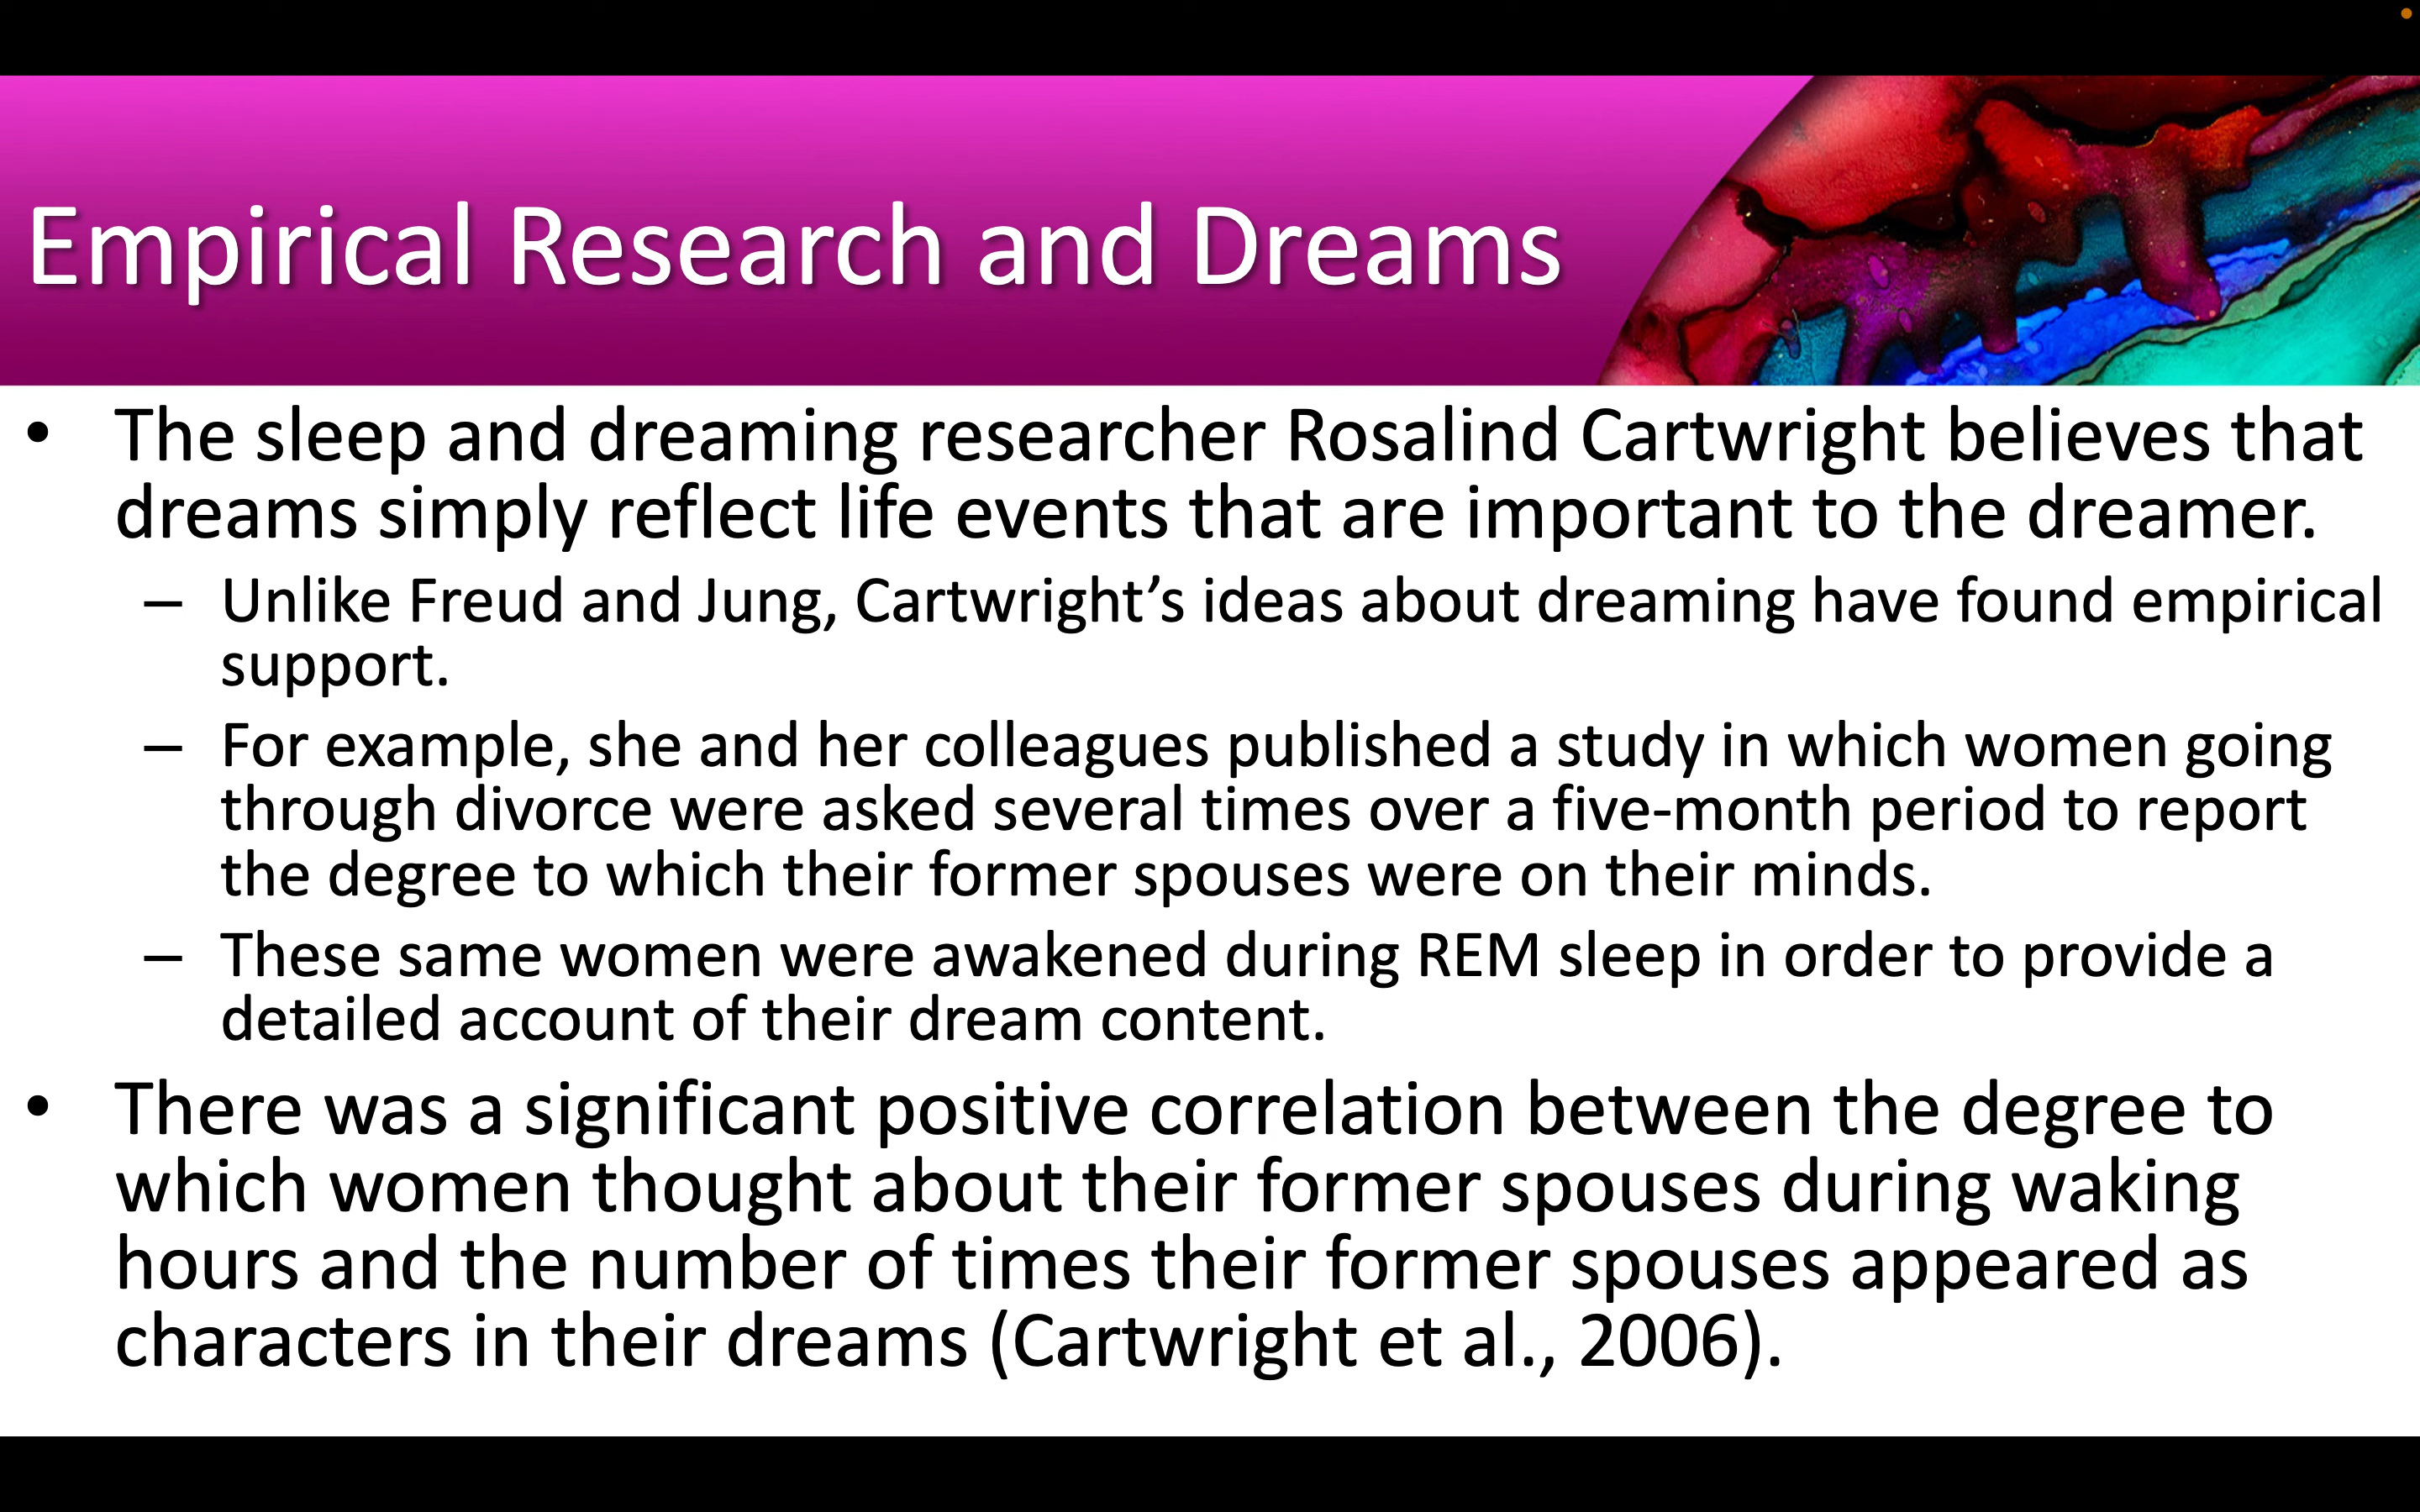 Empirical Research and Dreams
• The sleep and dreaming researcher Rosalind Cartwright believes that
dreams simply reflect life events that are important to the dreamer.
– Unlike Freud and Jung, Cartwright’s ideas about dreaming have found empirical
support.
– For example, she and her colleagues published a study in which women going
through divorce were asked several times over a five-month period to report
the degree to which their former spouses were on their minds.
– These same women were awakened during REM sleep in order to provide a
detailed account of their dream content.
• There was a significant positive correlation between the degree to
which women thought about their former spouses during waking
hours and the number of times their former spouses appeared as
characters in their dreams (Cartwright et al., 2006).